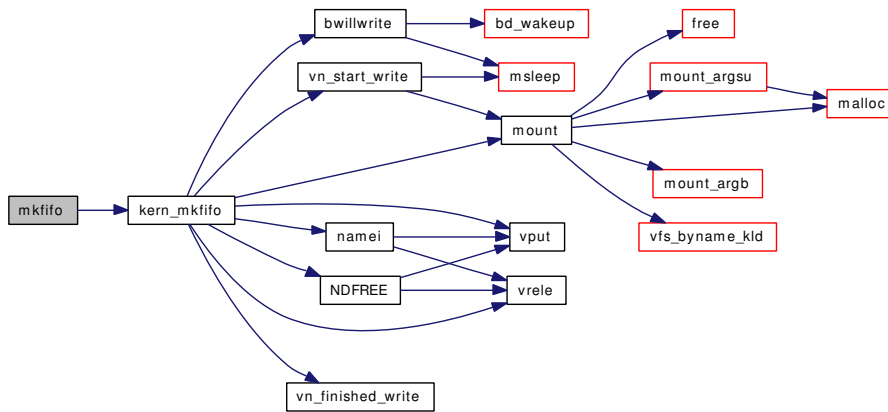 bwillwrite
bd_wakeup
free
vn_start_write
msleep
mount_argsu
malloc
mount
mkfifo
kern_mkfifo
mount_argb
namei
vput
vfs_byname_kld
NDFREE
vrele
vn_finished_write